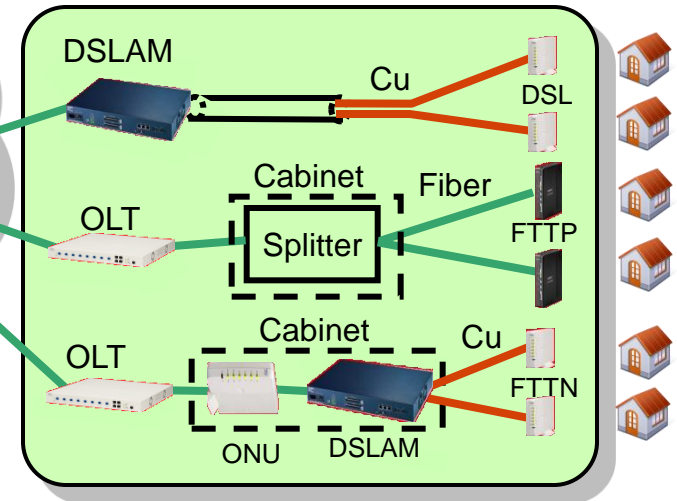 DSLAM
Cu
DSL
Cabinet
Fiber
OLT
Splitter
FTTP
Cabinet
Cu
OLT
FTTN
ONU
DSLAM